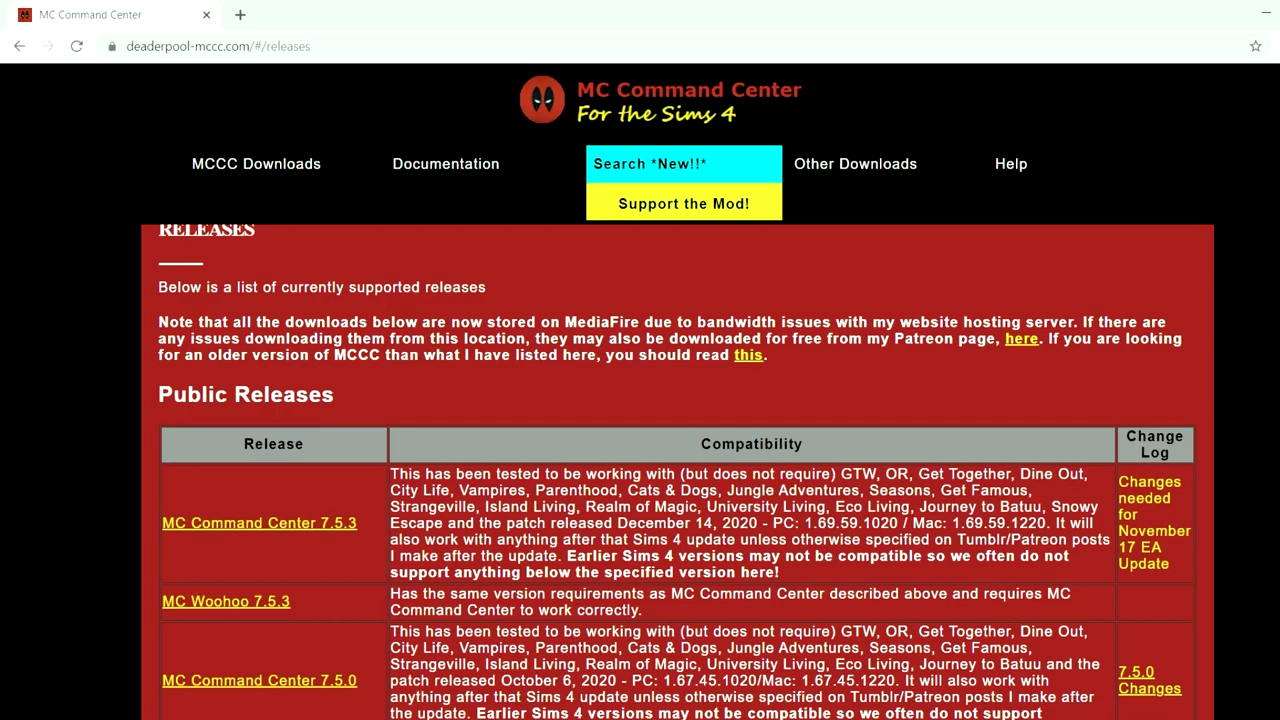 MC Command Center
deaderpool-mccc.com/#/releases
MC Command Center
For the Sims 4
MCCC Downloads
Documentation
Search *New!!*
Other Downloads
Help
Support the Mod!
RELEASES
Below is a list of currently supported releases
Note that all the downloads below are now stored on MediaFire due to bandwidth issues with my website hosting server. If there are
any issues downloading them from this location, they may also be downloaded for free from my Patreon page, here. If you are looking
for an older version of MCCC than what I have listed here, you should read this.
Public Releases
Release
Compatibility
Change
Log
MC Command Center 7.5.3
This has been tested to be working with (but does not require) GTW, OR, Get Together, Dine Out,
City Life, Vampires, Parenthood, Cats & Dogs, Jungle Adventures, Seasons, Get Famous,
Strangeville, Island Living, Realm of Magic, University Living, Eco Living, Journey to Batuu, Snowy
Escape and the patch released December 14, 2020 - PC: 1.69.59.1020 / Mac: 1.69.59.1220. It will
also work with anything after that Sims 4 update unless otherwise specified on Tumblr/Patreon posts
I make after the update. Earlier Sims 4 versions may not be compatible so we often do not
support anything below the specified version here!
Changes
needed
for
November
17 EA
Update
MC Woohoo 7.5.3
Has the same version requirements as MC Command Center described above and requires MC
Command Center to work correctly.
MC Command Center 7.5.0
This has been tested to be working with (but does not require) GTW, OR, Get Together, Dine Out,
City Life, Vampires, Parenthood, Cats & Dogs, Jungle Adventures, Seasons, Get Famous,
Strangeville, Island Living, Realm of Magic, University Living, Eco Living, Journey to Batuu and the
patch released October 6, 2020 - PC: 1.67.45.1020/Mac: 1.67.45.1220. It will also work with
anything after that Sims 4 update unless otherwise specified on Tumblr/Patreon posts I make after
the update. Earlier Sims 4 versions may not be compatible so we often do not support
7.5.0
Changes